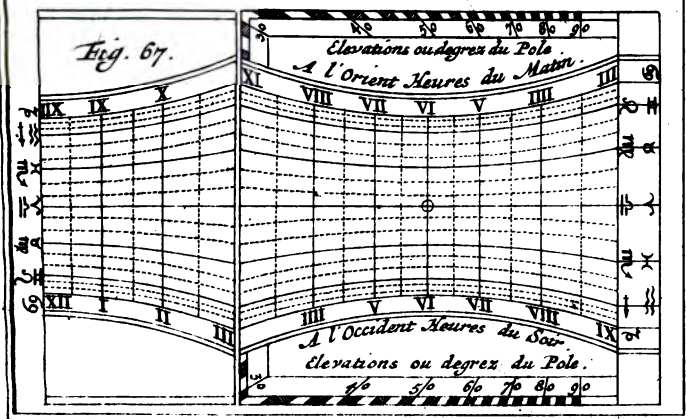 Fig. 67.
30 40 50 60 70 80 90
Elevations ou degrez du Pole.
A l'Orient Heures du Matin.
IX X
XI VIII VII VI V IIII III
XII I II III
IIII V VI VII VIII IX
A l'Occident Heures du Soir.
Elevations ou degrez du Pole.
30 40 50 60 70 80 90